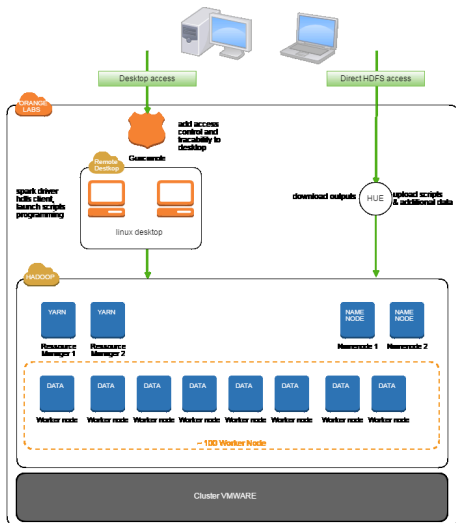 Desktop access
Direct HDFS access
ORANGE
LABS
add access
control and
tracability to
desktop
Guacamole
Remote
Desktop
spark driver
hdfs client,
launch scripts
programming
linux desktop
download outputs
HUE
upload scripts
& additional data
HADOOP
YARN
YARN
NAME
NODE
NAME
NODE
Ressource
Manager 1
Ressource
Manager 2
Namenode 1
Namenode 2
DATA
DATA
DATA
DATA
DATA
DATA
DATA
DATA
Worker node
Worker node
Worker node
Worker node
Worker node
Worker node
Worker node
Worker node
~ 100 Worker Node
Cluster VMWARE